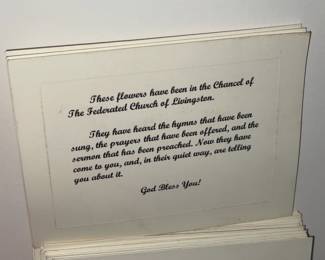 These flowers have been in the Chancel of
The Federated Church of Livingston.
They have heard the hymns that have been
sung, the prayers that have been offered, and the
sermon that has been preached. Now they have
come to you, and, in their quiet way, are telling
you about it.
God Bless You!